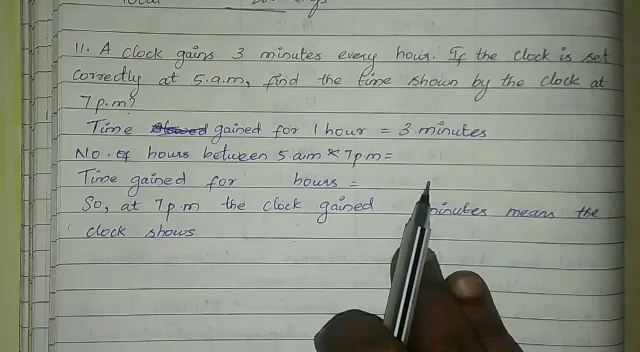 11. A clock gains 3 minutes every hour. If the clock is set
correctly at 5.a.m, find the time shown by the clock at
7 p.m?
Time slowed gained for 1 hour = 3 minutes
No. of hours between 5.a.m & 7pm =
Time gained for hours =
So, at 7p.m the clock gained minutes means the
clock shows